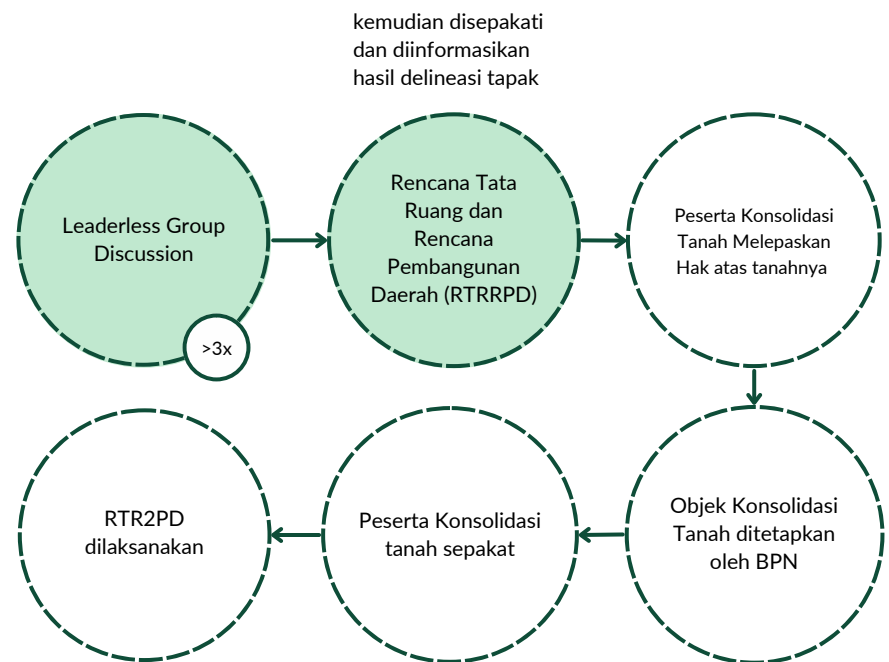 kemudian disepakati
dan diinformasikan
hasil delineasi tapak
Leaderless Group
Discussion
>3x
Rencana Tata
Ruang dan
Rencana
Pembangunan
Daerah (RTRRPD)
Peserta Konsolidasi
Tanah Melepaskan
Hak atas tanahnya
Objek Konsolidasi
Tanah ditetapkan
oleh BPN
Peserta Konsolidasi
tanah sepakat
RTR2PD
dilaksanakan